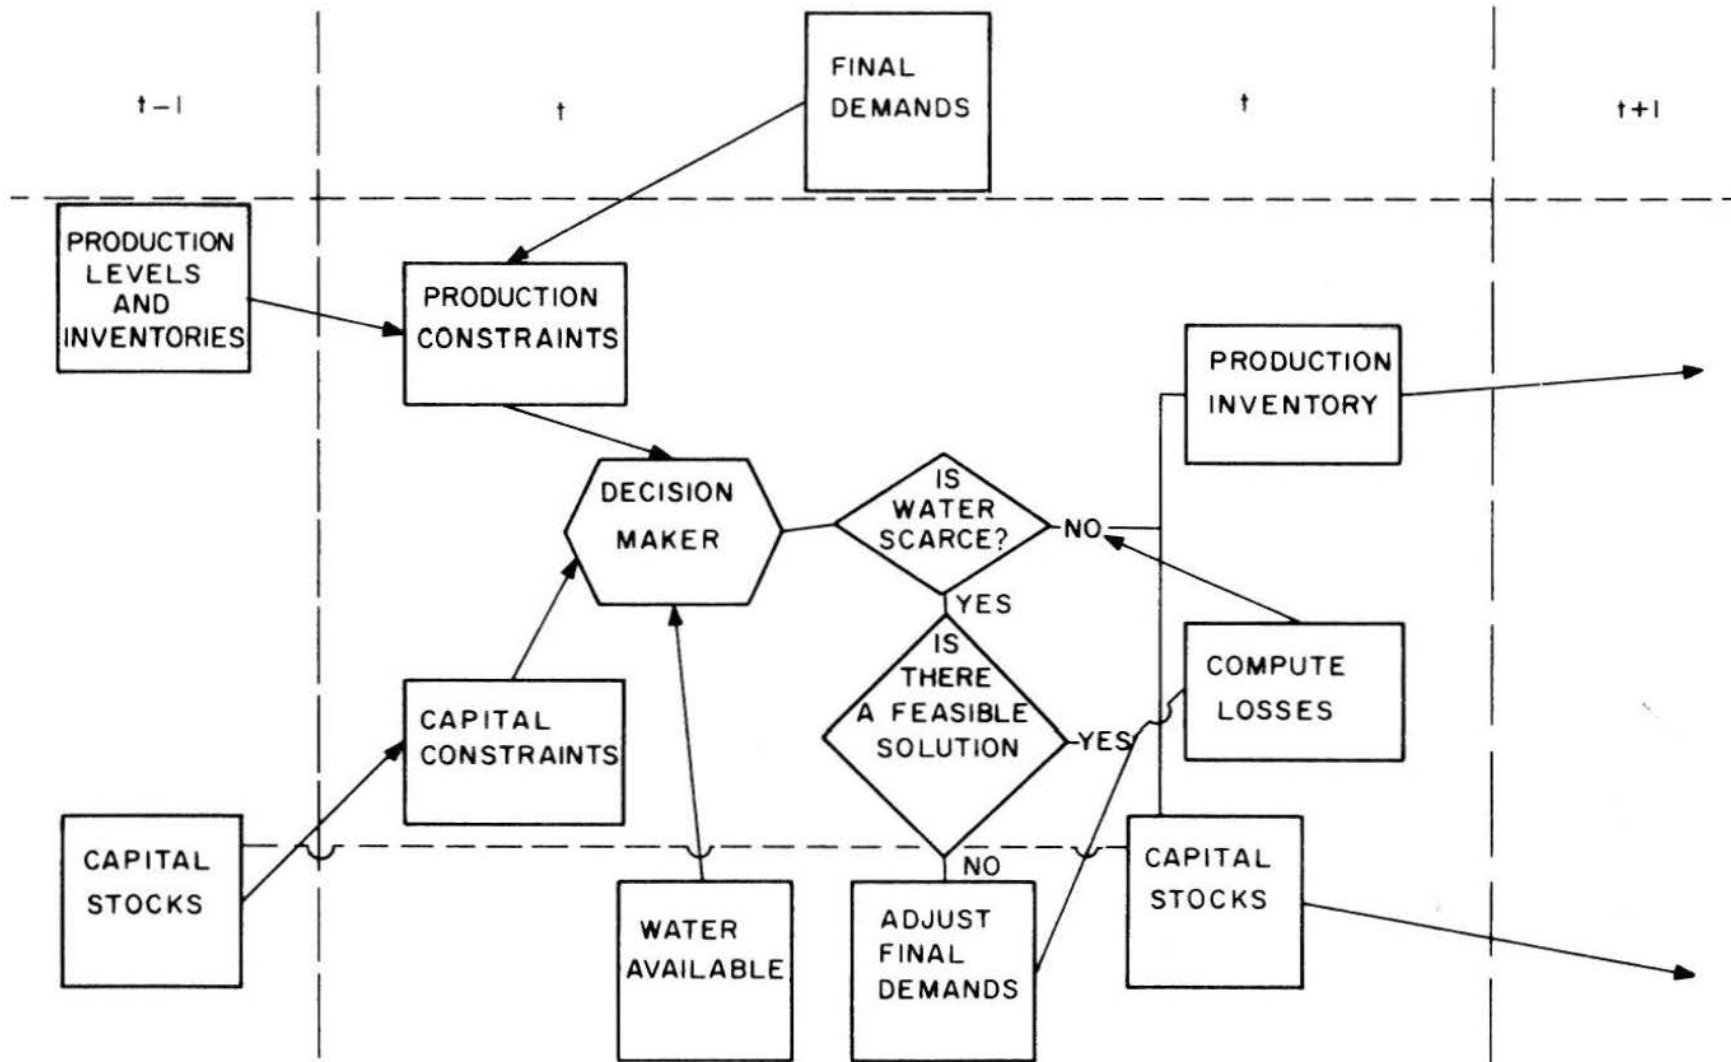 FINAL
DEMANDS
t-1
t
t
t+1
PRODUCTION
LEVELS
AND
INVENTORIES
PRODUCTION
CONSTRAINTS
PRODUCTION
INVENTORY
DECISION
MAKER
IS
WATER
SCARCE?
NO
YES
IS
THERE
A FEASIBLE
SOLUTION
YES
COMPUTE
LOSSES
CAPITAL
CONSTRAINTS
CAPITAL
STOCKS
NO
WATER
AVAILABLE
ADJUST
FINAL
DEMANDS
CAPITAL
STOCKS